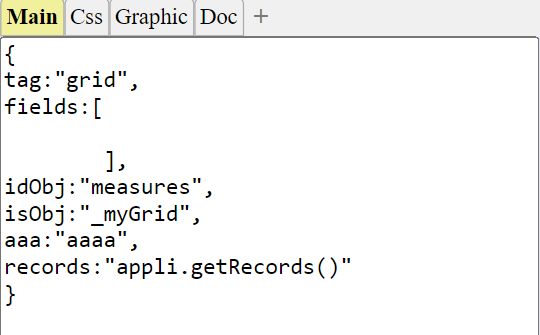 Main Css Graphic Doc +
{
tag:"grid",
fields:[
],
idObj:"measures",
isObj:"_myGrid",
aaa:"aaaa",
records:"appli.getRecords()"
}